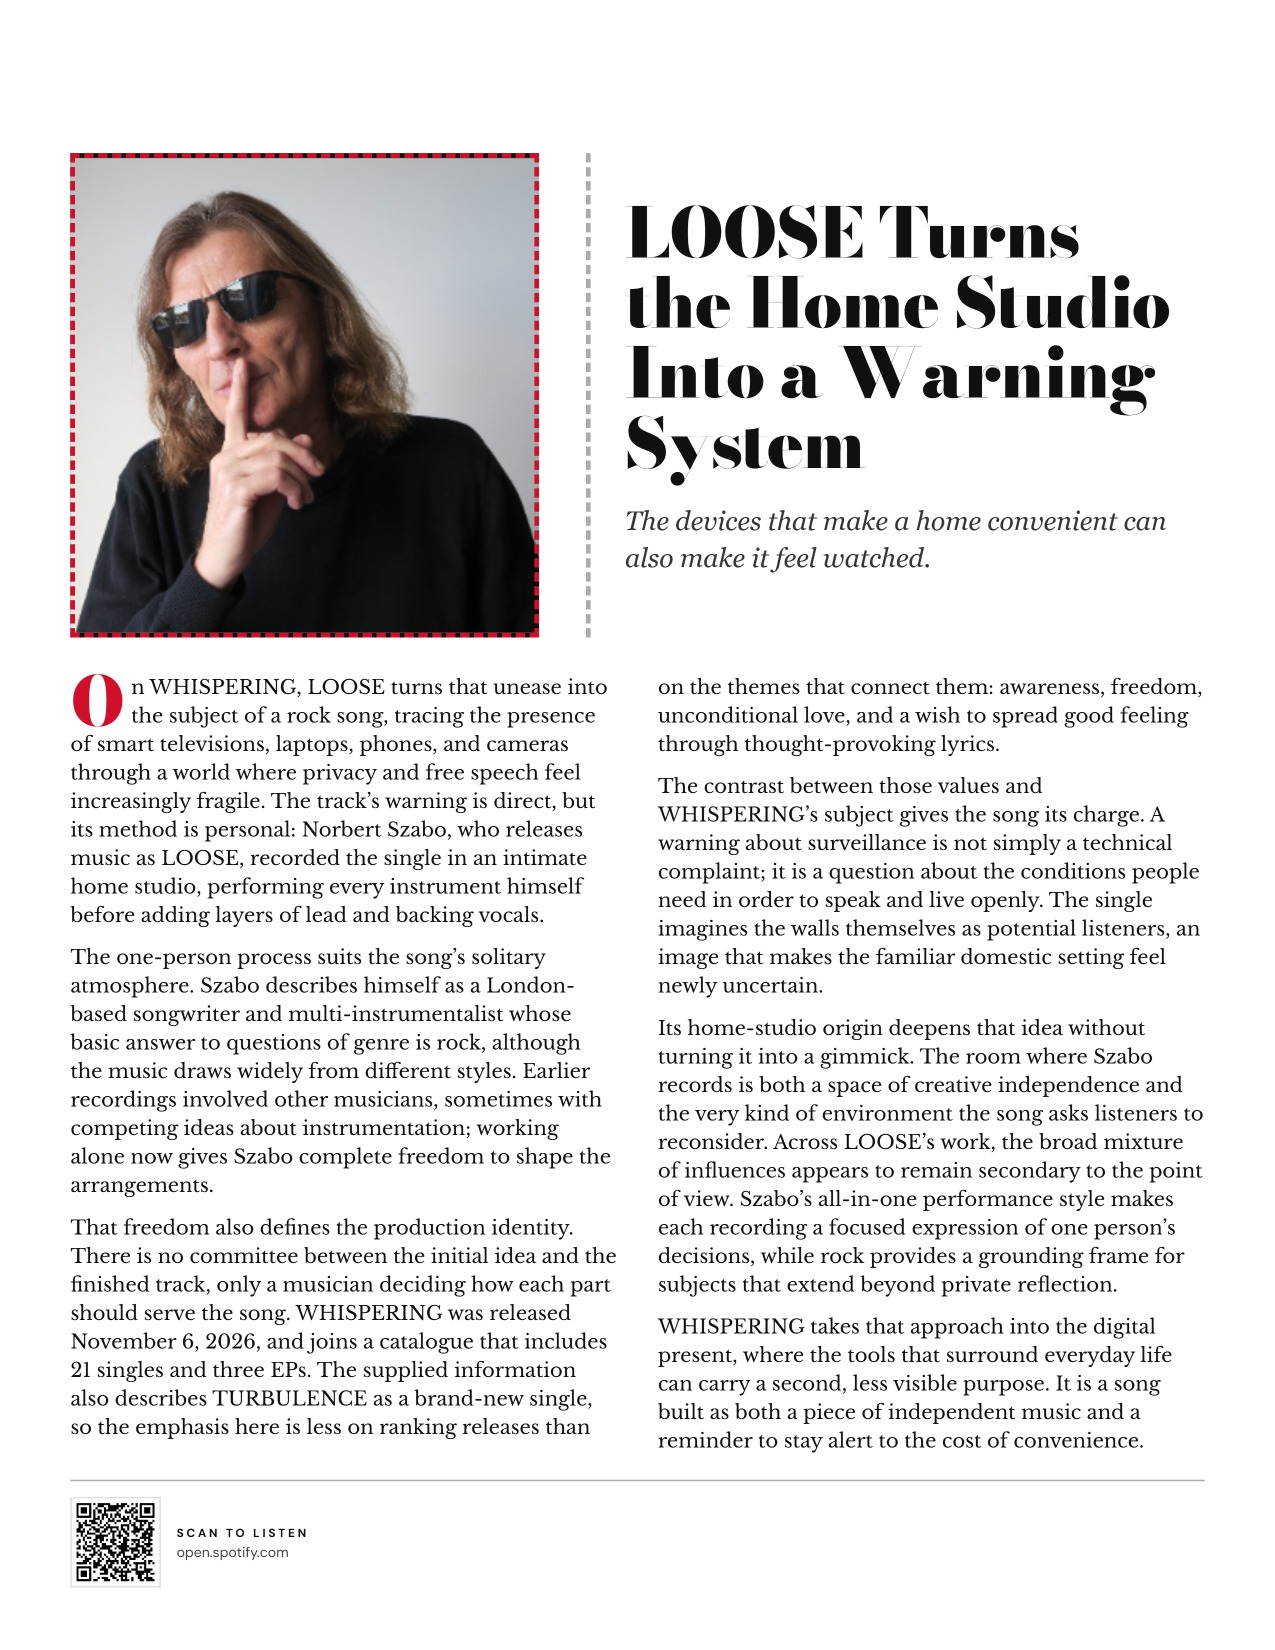 LOOSE Turns
the Home Studio
Into a Warning
System
The devices that make a home convenient can
also make it feel watched.
On WHISPERING, LOOSE turns that unease into
the subject of a rock song, tracing the presence
of smart televisions, laptops, phones, and cameras
through a world where privacy and free speech feel
increasingly fragile. The track’s warning is direct, but
its method is personal: Norbert Szabo, who releases
music as LOOSE, recorded the single in an intimate
home studio, performing every instrument himself
before adding layers of lead and backing vocals.
The one-person process suits the song’s solitary
atmosphere. Szabo describes himself as a London-
based songwriter and multi-instrumentalist whose
basic answer to questions of genre is rock, although
the music draws widely from different styles. Earlier
recordings involved other musicians, sometimes with
competing ideas about instrumentation; working
alone now gives Szabo complete freedom to shape the
arrangements.
That freedom also defines the production identity.
There is no committee between the initial idea and the
finished track, only a musician deciding how each part
should serve the song. WHISPERING was released
November 6, 2026, and joins a catalogue that includes
21 singles and three EPs. The supplied information
also describes TURBULENCE as a brand-new single,
so the emphasis here is less on ranking releases than
on the themes that connect them: awareness, freedom,
unconditional love, and a wish to spread good feeling
through thought-provoking lyrics.
The contrast between those values and
WHISPERING’s subject gives the song its charge. A
warning about surveillance is not simply a technical
complaint; it is a question about the conditions people
need in order to speak and live openly. The single
imagines the walls themselves as potential listeners, an
image that makes the familiar domestic setting feel
newly uncertain.
Its home-studio origin deepens that idea without
turning it into a gimmick. The room where Szabo
records is both a space of creative independence and
the very kind of environment the song asks listeners to
reconsider. Across LOOSE’s work, the broad mixture
of influences appears to remain secondary to the point
of view. Szabo’s all-in-one performance style makes
each recording a focused expression of one person’s
decisions, while rock provides a grounding frame for
subjects that extend beyond private reflection.
WHISPERING takes that approach into the digital
present, where the tools that surround everyday life
can carry a second, less visible purpose. It is a song
built as both a piece of independent music and a
reminder to stay alert to the cost of convenience.
SCAN TO LISTEN
open.spotify.com